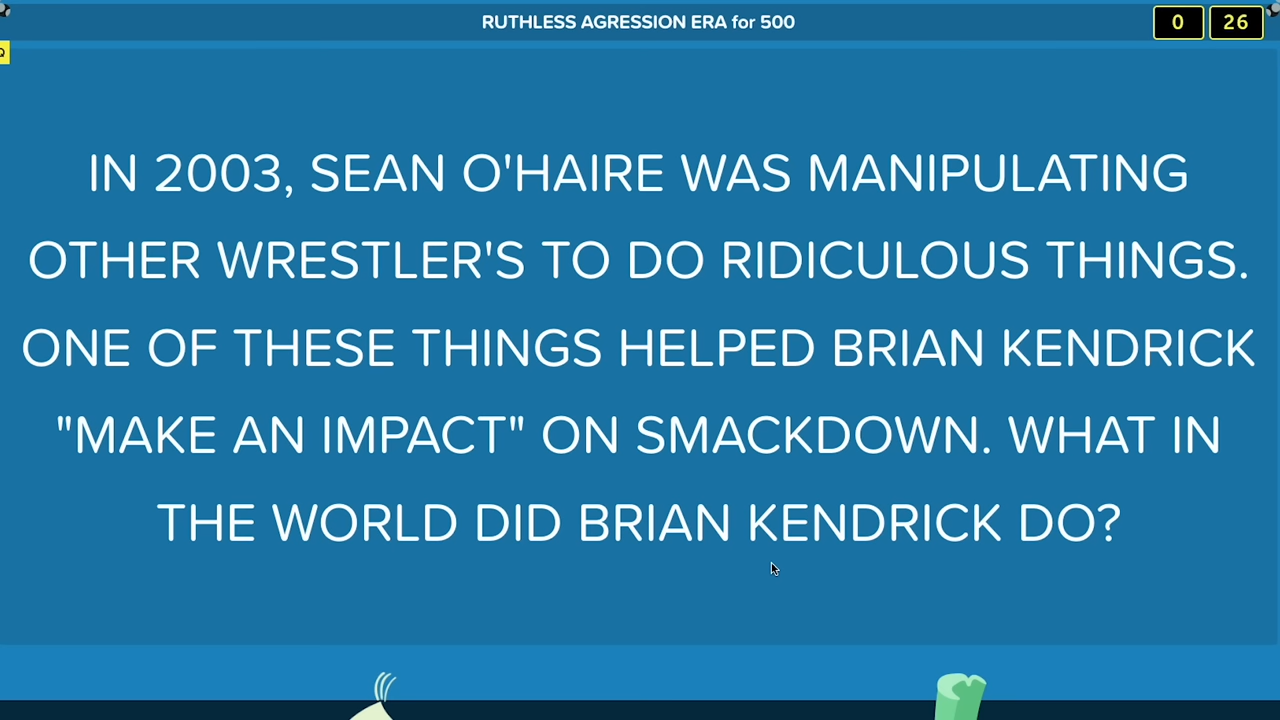 RUTHLESS AGRESSION ERA for 500
0 26
IN 2003, SEAN O'HAIRE WAS MANIPULATING
OTHER WRESTLER'S TO DO RIDICULOUS THINGS.
ONE OF THESE THINGS HELPED BRIAN KENDRICK
"MAKE AN IMPACT" ON SMACKDOWN. WHAT IN
THE WORLD DID BRIAN KENDRICK DO?